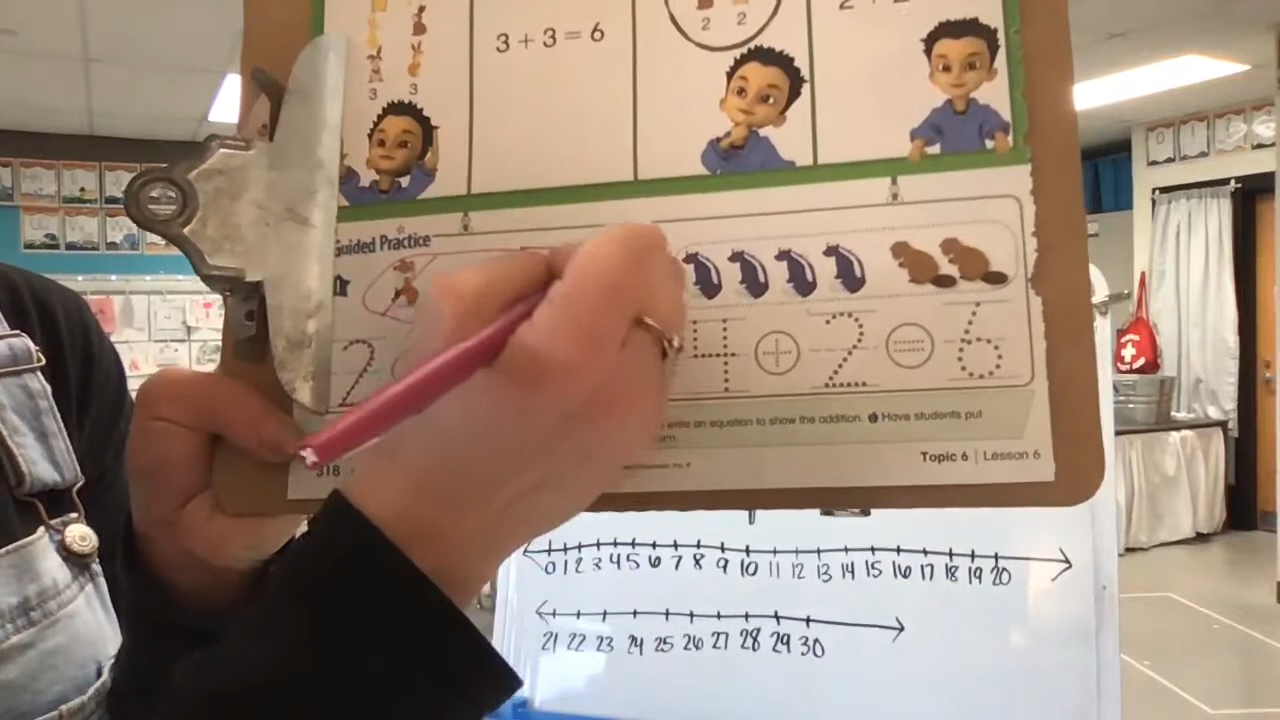 3 3
3 + 3 = 6
2 2
Guided Practice
2
4 + 2 = 6
write an equation to show the addition. Have students put
318
Topic 6 | Lesson 6
0 1 2 3 4 5 6 7 8 9 10 11 12 13 14 15 16 17 18 19 20
21 22 23 24 25 26 27 28 29 30